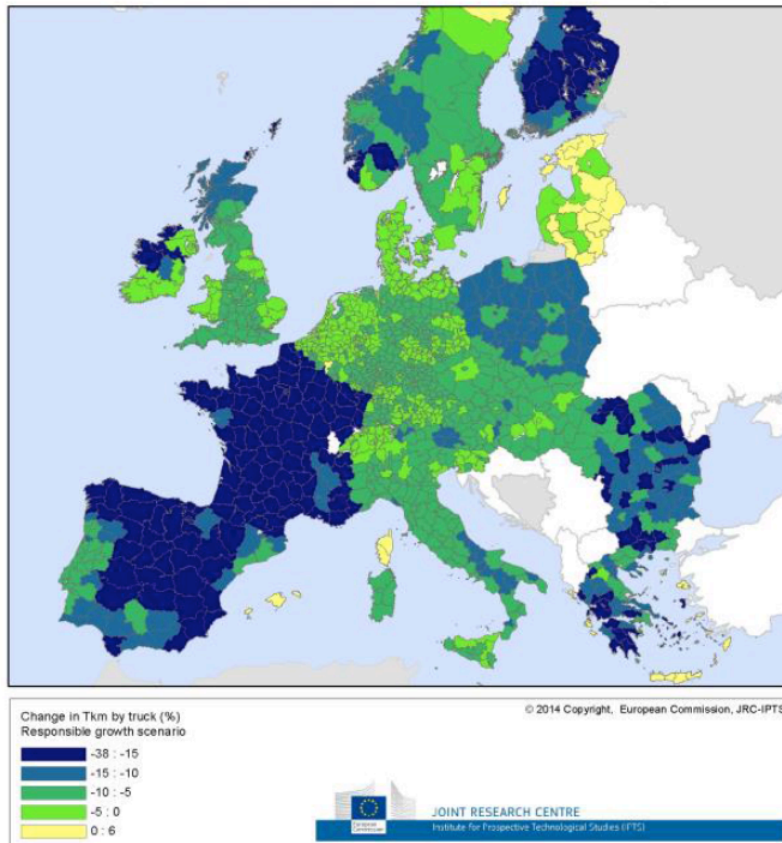 Change in Tkm by truck (%)
Responsible growth scenario
-38 : -15
-15 : -10
-10 : -5
-5 : 0
0 : 6
© 2014 Copyright, European Commission, JRC-IPTS
European
Commission
JOINT RESEARCH CENTRE
Institute for Prospective Technological Studies (IPTS)